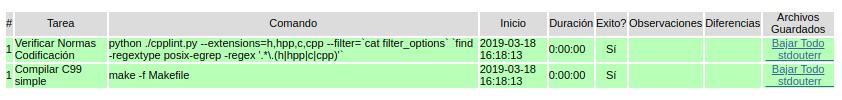 # Tarea Comando Inicio Duración Exito? Observaciones Diferencias Archivos Guardados
1 Verificar Normas Codificación python ./cpplint.py --extensions=h,hpp,c,cpp --filter=`cat filter_options` `find -regextype posix-egrep -regex '.*\.(h|hpp|c|cpp)'` 2019-03-18 16:18:13 0:00:00 Sí Bajar Todo stdouterr
1 Compilar C99 simple make -f Makefile 2019-03-18 16:18:13 0:00:00 Sí Bajar Todo stdouterr